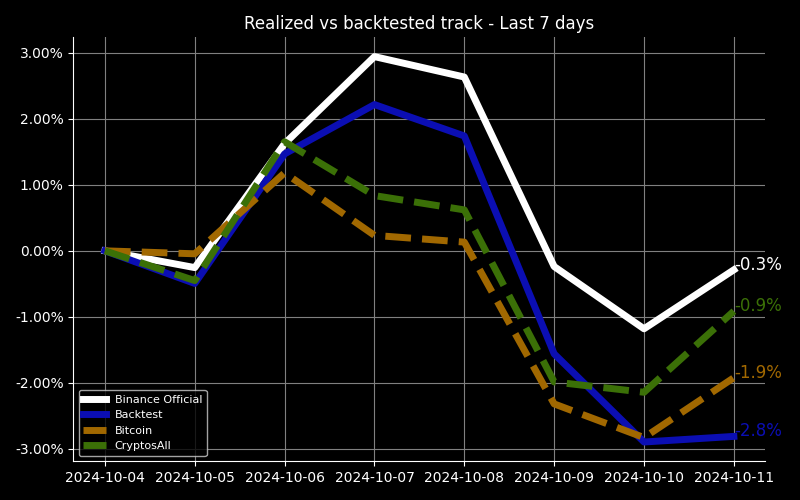 Realized vs backtested track - Last 7 days
3.00%
2.00%
1.00%
0.00%
-1.00%
-2.00%
-3.00%
-0.3%
-0.9%
-1.9%
-2.8%
Binance Official
Backtest
Bitcoin
CryptosAll
2024-10-04 2024-10-05 2024-10-06 2024-10-07 2024-10-08 2024-10-09 2024-10-10 2024-10-11